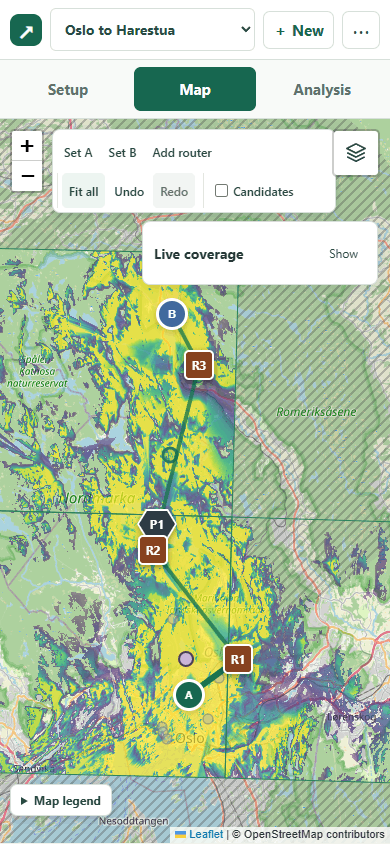 Oslo to Harestua
+ New
...
Setup
Map
Analysis
+
−
Set A
Set B
Add router
Fit all
Undo
Redo
Candidates
Live coverage
Show
B
R3
naturreservat
Romeriksåsene
P1
R2
R1
A
Oslo
Map legend
Nesoddtangen
Leaflet | © OpenStreetMap contributors